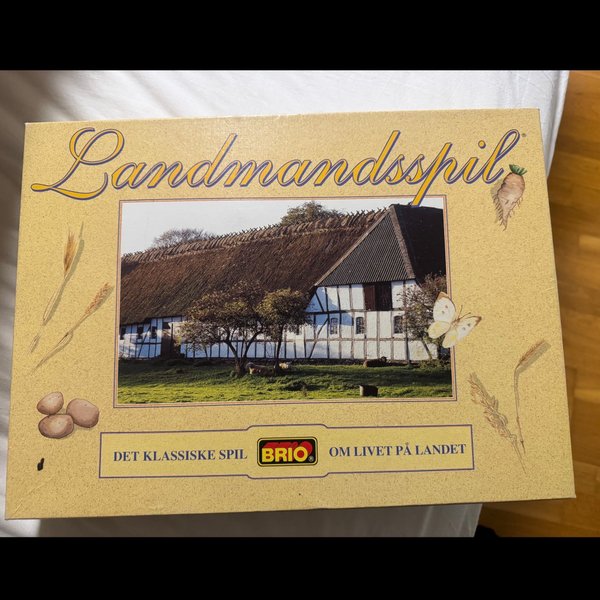 Landmandsspil®
DET KLASSISKE SPIL BRIO® OM LIVET PÅ LANDET